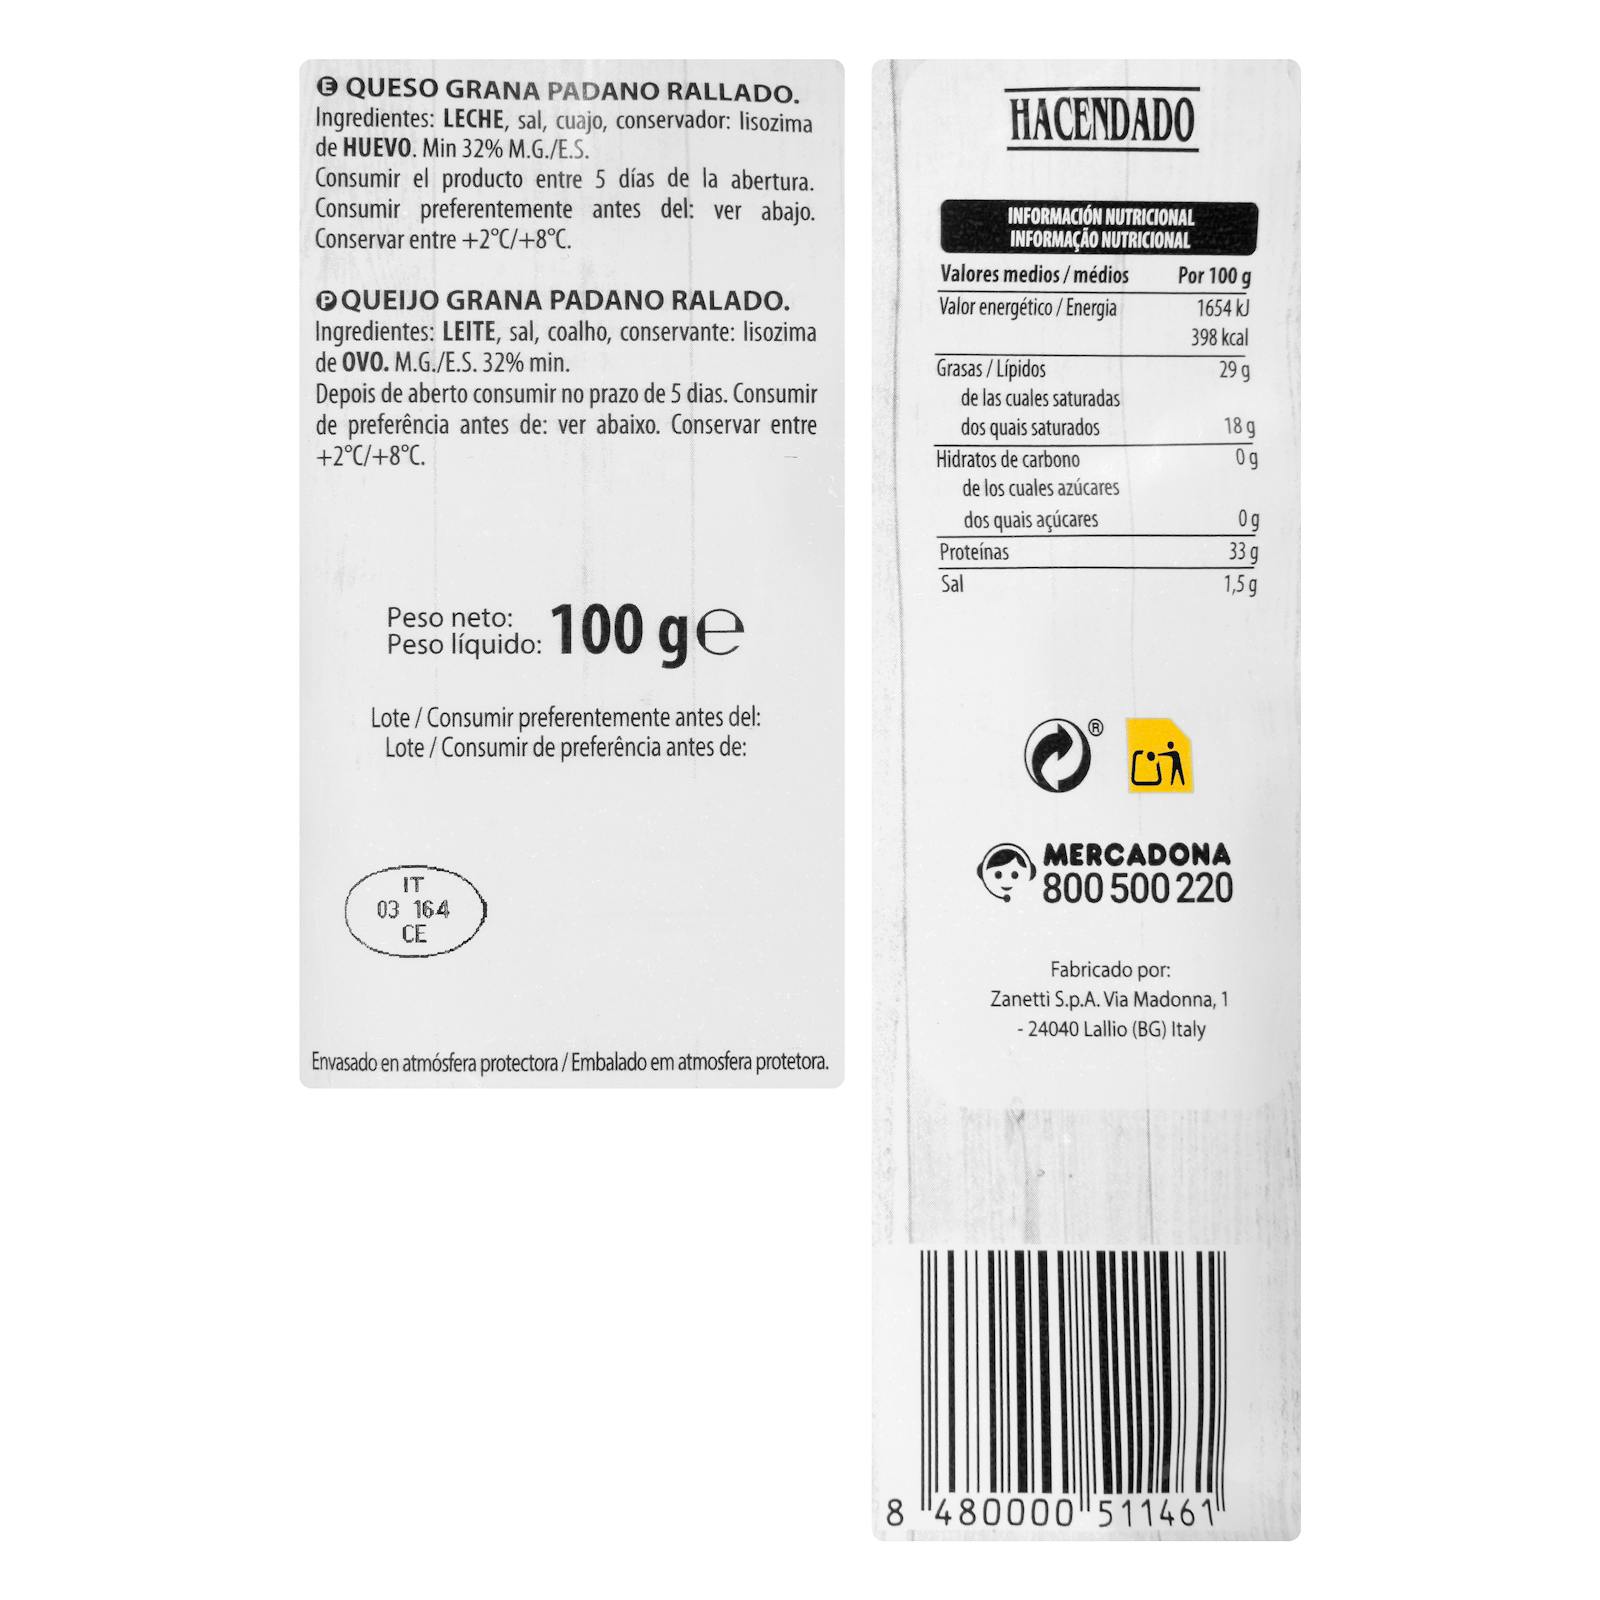 E QUESO GRANA PADANO RALLADO.
Ingredientes: LECHE, sal, cuajo, conservador: lisozima
de HUEVO. Min 32% M.G./E.S.
Consumir el producto entre 5 días de la abertura.
Consumir preferentemente antes del: ver abajo.
Conservar entre +2°C/+8°C.
P QUEIJO GRANA PADANO RALADO.
Ingredientes: LEITE, sal, coalho, conservante: lisozima
de OVO. M.G./E.S. 32% min.
Depois de aberto consumir no prazo de 5 dias. Consumir
de preferência antes de: ver abaixo. Conservar entre
+2°C/+8°C.
Peso neto:
Peso líquido: 100 g℮
Lote / Consumir preferentemente antes del:
Lote / Consumir de preferência antes de:
IT
03 164
CE
Envasado en atmósfera protectora / Embalado em atmosfera protetora.
HACENDADO
INFORMACIÓN NUTRICIONAL
INFORMAÇÃO NUTRICIONAL
Valores medios / médios Por 100 g
Valor energético / Energia 1654 kJ
398 kcal
Grasas / Lípidos 29 g
de las cuales saturadas
dos quais saturados 18 g
Hidratos de carbono 0 g
de los cuales azúcares
dos quais açúcares 0 g
Proteínas 33 g
Sal 1,5 g
®
MERCADONA
800 500 220
Fabricado por:
Zanetti S.p.A. Via Madonna, 1
- 24040 Lallio (BG) Italy
8 480000 511461